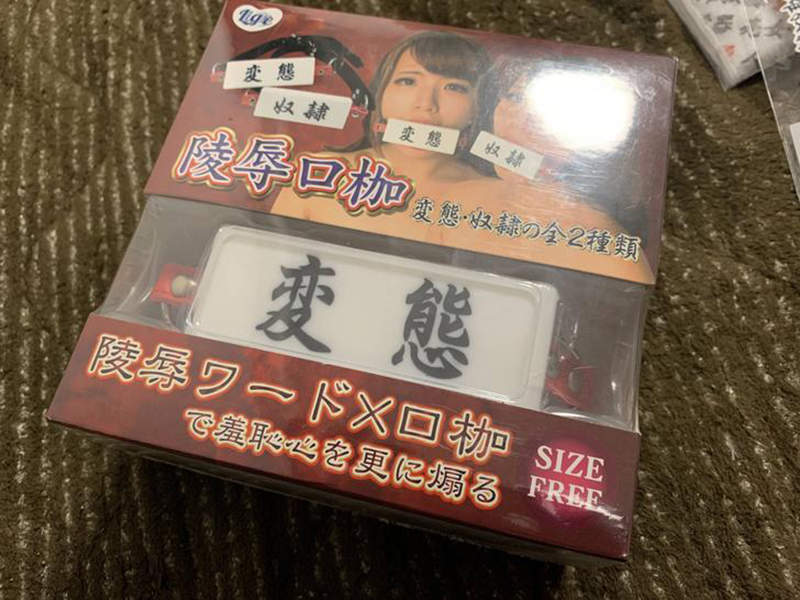 Lige
変態
奴隷
変態
奴隷
陵辱口枷
変態・奴隷の全2種類
変態
陵辱ワード×口枷
で羞恥心を更に煽る
SIZE
FREE